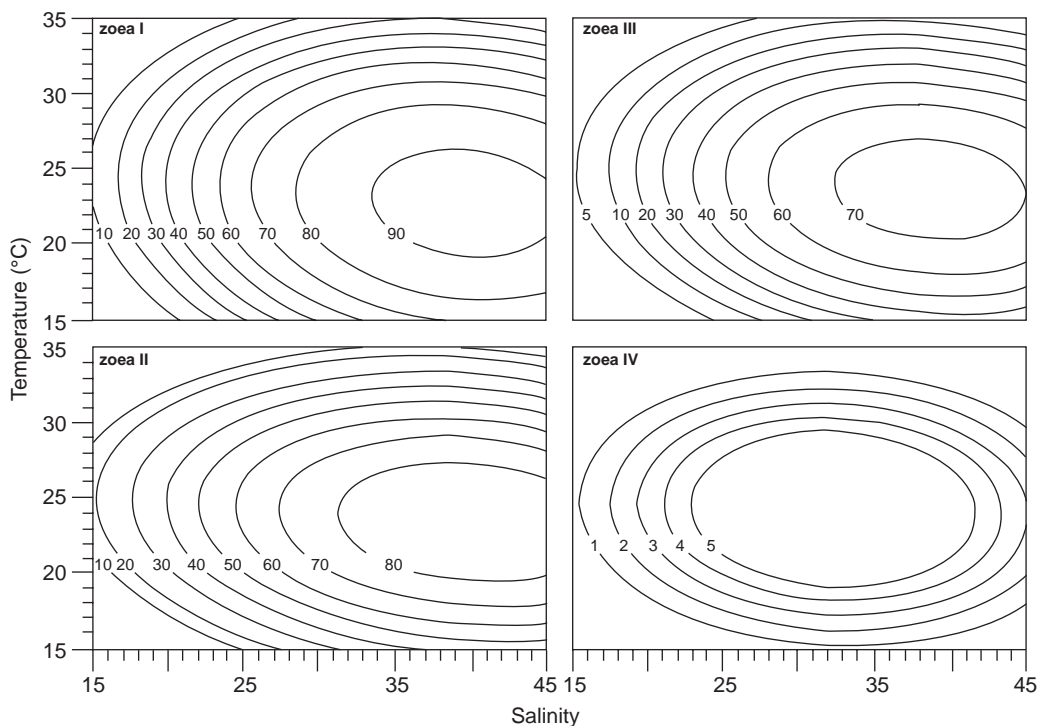 35
zoea I
zoea III
30
25
20
15
10 20 30 40 50 60 70 80 90
5 10 20 30 40 50 60 70
Temperature (°C)
35
zoea II
zoea IV
30
25
20
15
10 20 30 40 50 60 70 80
1 2 3 4 5
15 25 35 45 15 25 35 45
Salinity